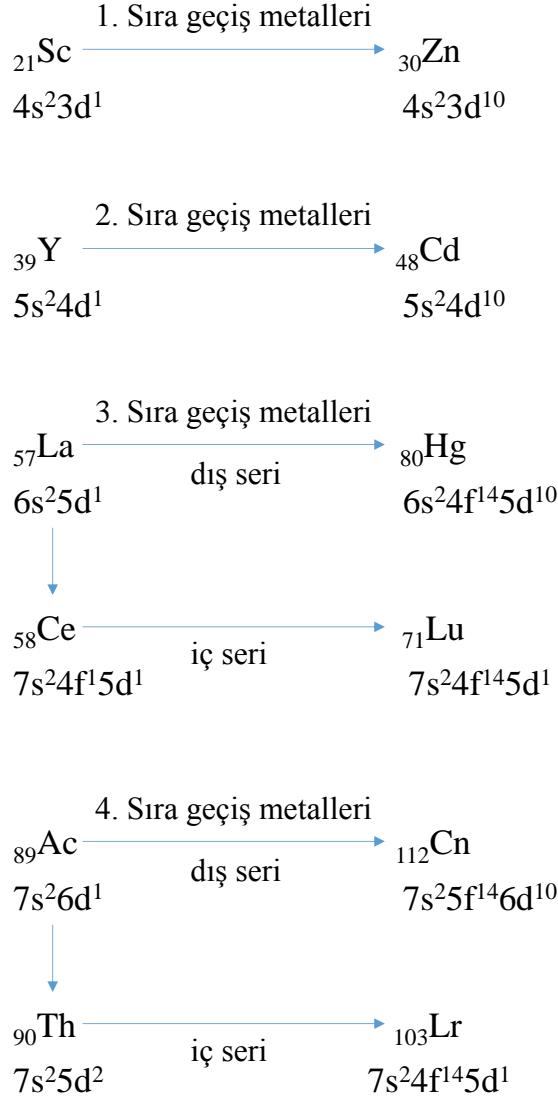 1. Sıra geçiş metalleri
₂₁Sc ₃₀Zn
4s²3d¹ 4s²3d¹⁰
2. Sıra geçiş metalleri
₃₉Y ₄₈Cd
5s²4d¹ 5s²4d¹⁰
3. Sıra geçiş metalleri
₅₇La ₈₀Hg
dış seri
6s²5d¹ 6s²4f¹⁴5d¹⁰
₅₈Ce ₇₁Lu
iç seri
7s²4f¹5d¹ 7s²4f¹⁴5d¹
4. Sıra geçiş metalleri
₈₉Ac ₁₁₂Cn
dış seri
7s²6d¹ 7s²5f¹⁴6d¹⁰
₉₀Th ₁₀₃Lr
iç seri
7s²5d² 7s²4f¹⁴5d¹